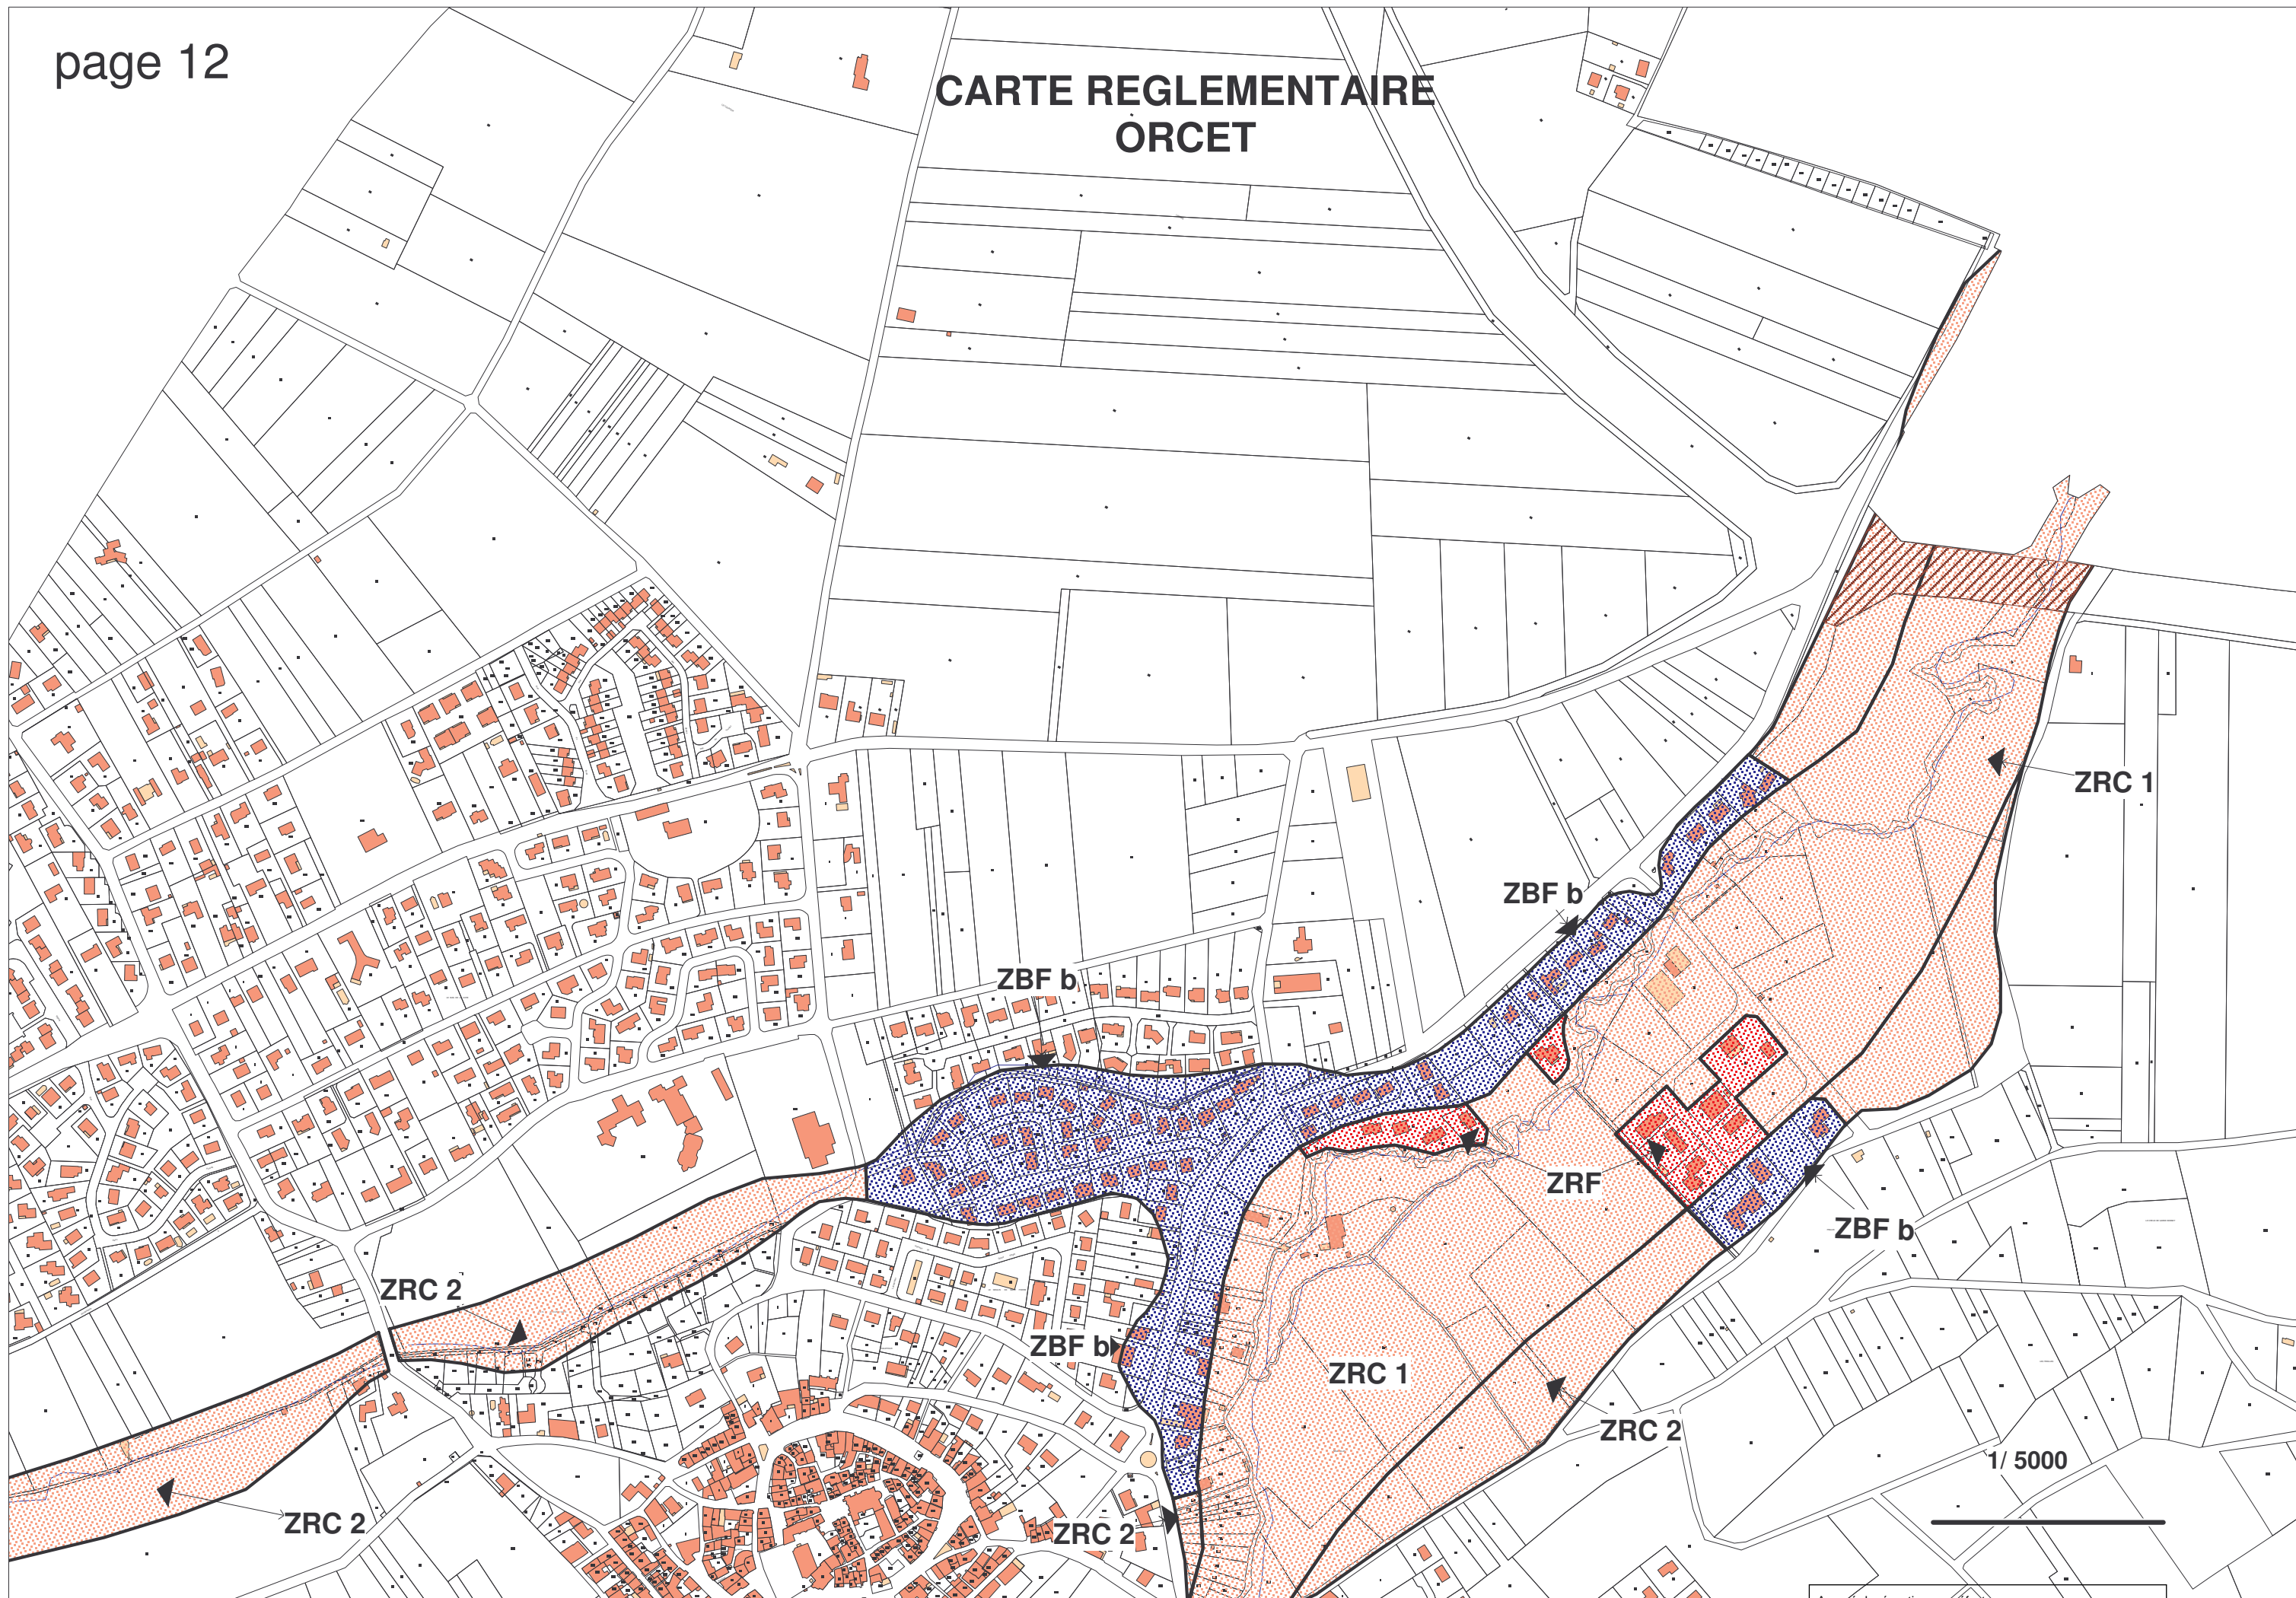 page 12
CARTE REGLEMENTAIRE
ORCET
ZRC 1
ZBF b
ZBF b
ZRF
ZBF b
ZRC 2
ZBF b
ZRC 1
ZRC 2
1/ 5000
ZRC 2
ZRC 2